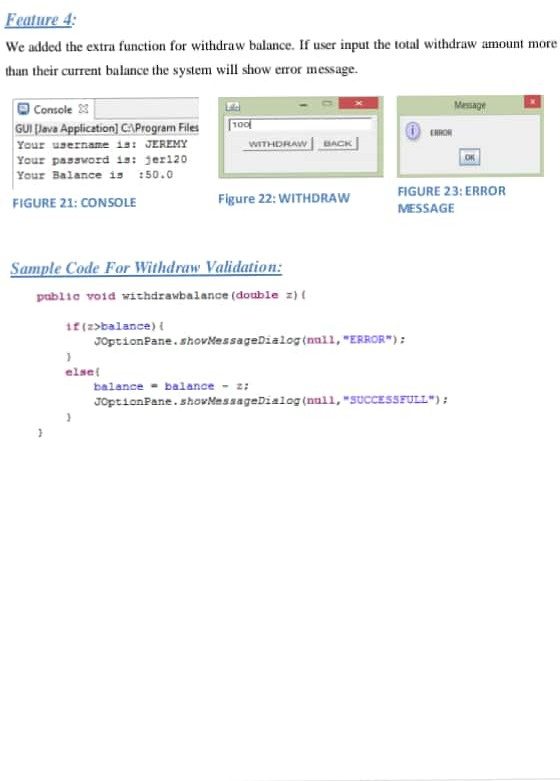 Feature 4:
We added the extra function for withdraw balance. If user input the total withdraw amount more
than their current balance the system will show error message.
Console
GUI [Java Application] C:\Program Files
Your username is: JEREMY
Your password is: jer120
Your Balance is :50.0
FIGURE 21: CONSOLE
100
WITHDRAW BACK
Figure 22: WITHDRAW
Message
ERROR
OK
FIGURE 23: ERROR
MESSAGE
Sample Code For Withdraw Validation:
public void withdrawbalance(double z){
if(z>balance){
JOptionPane.showMessageDialog(null,"ERROR");
}
else{
balance = balance - z;
JOptionPane.showMessageDialog(null,"SUCCESSFULL");
}
}